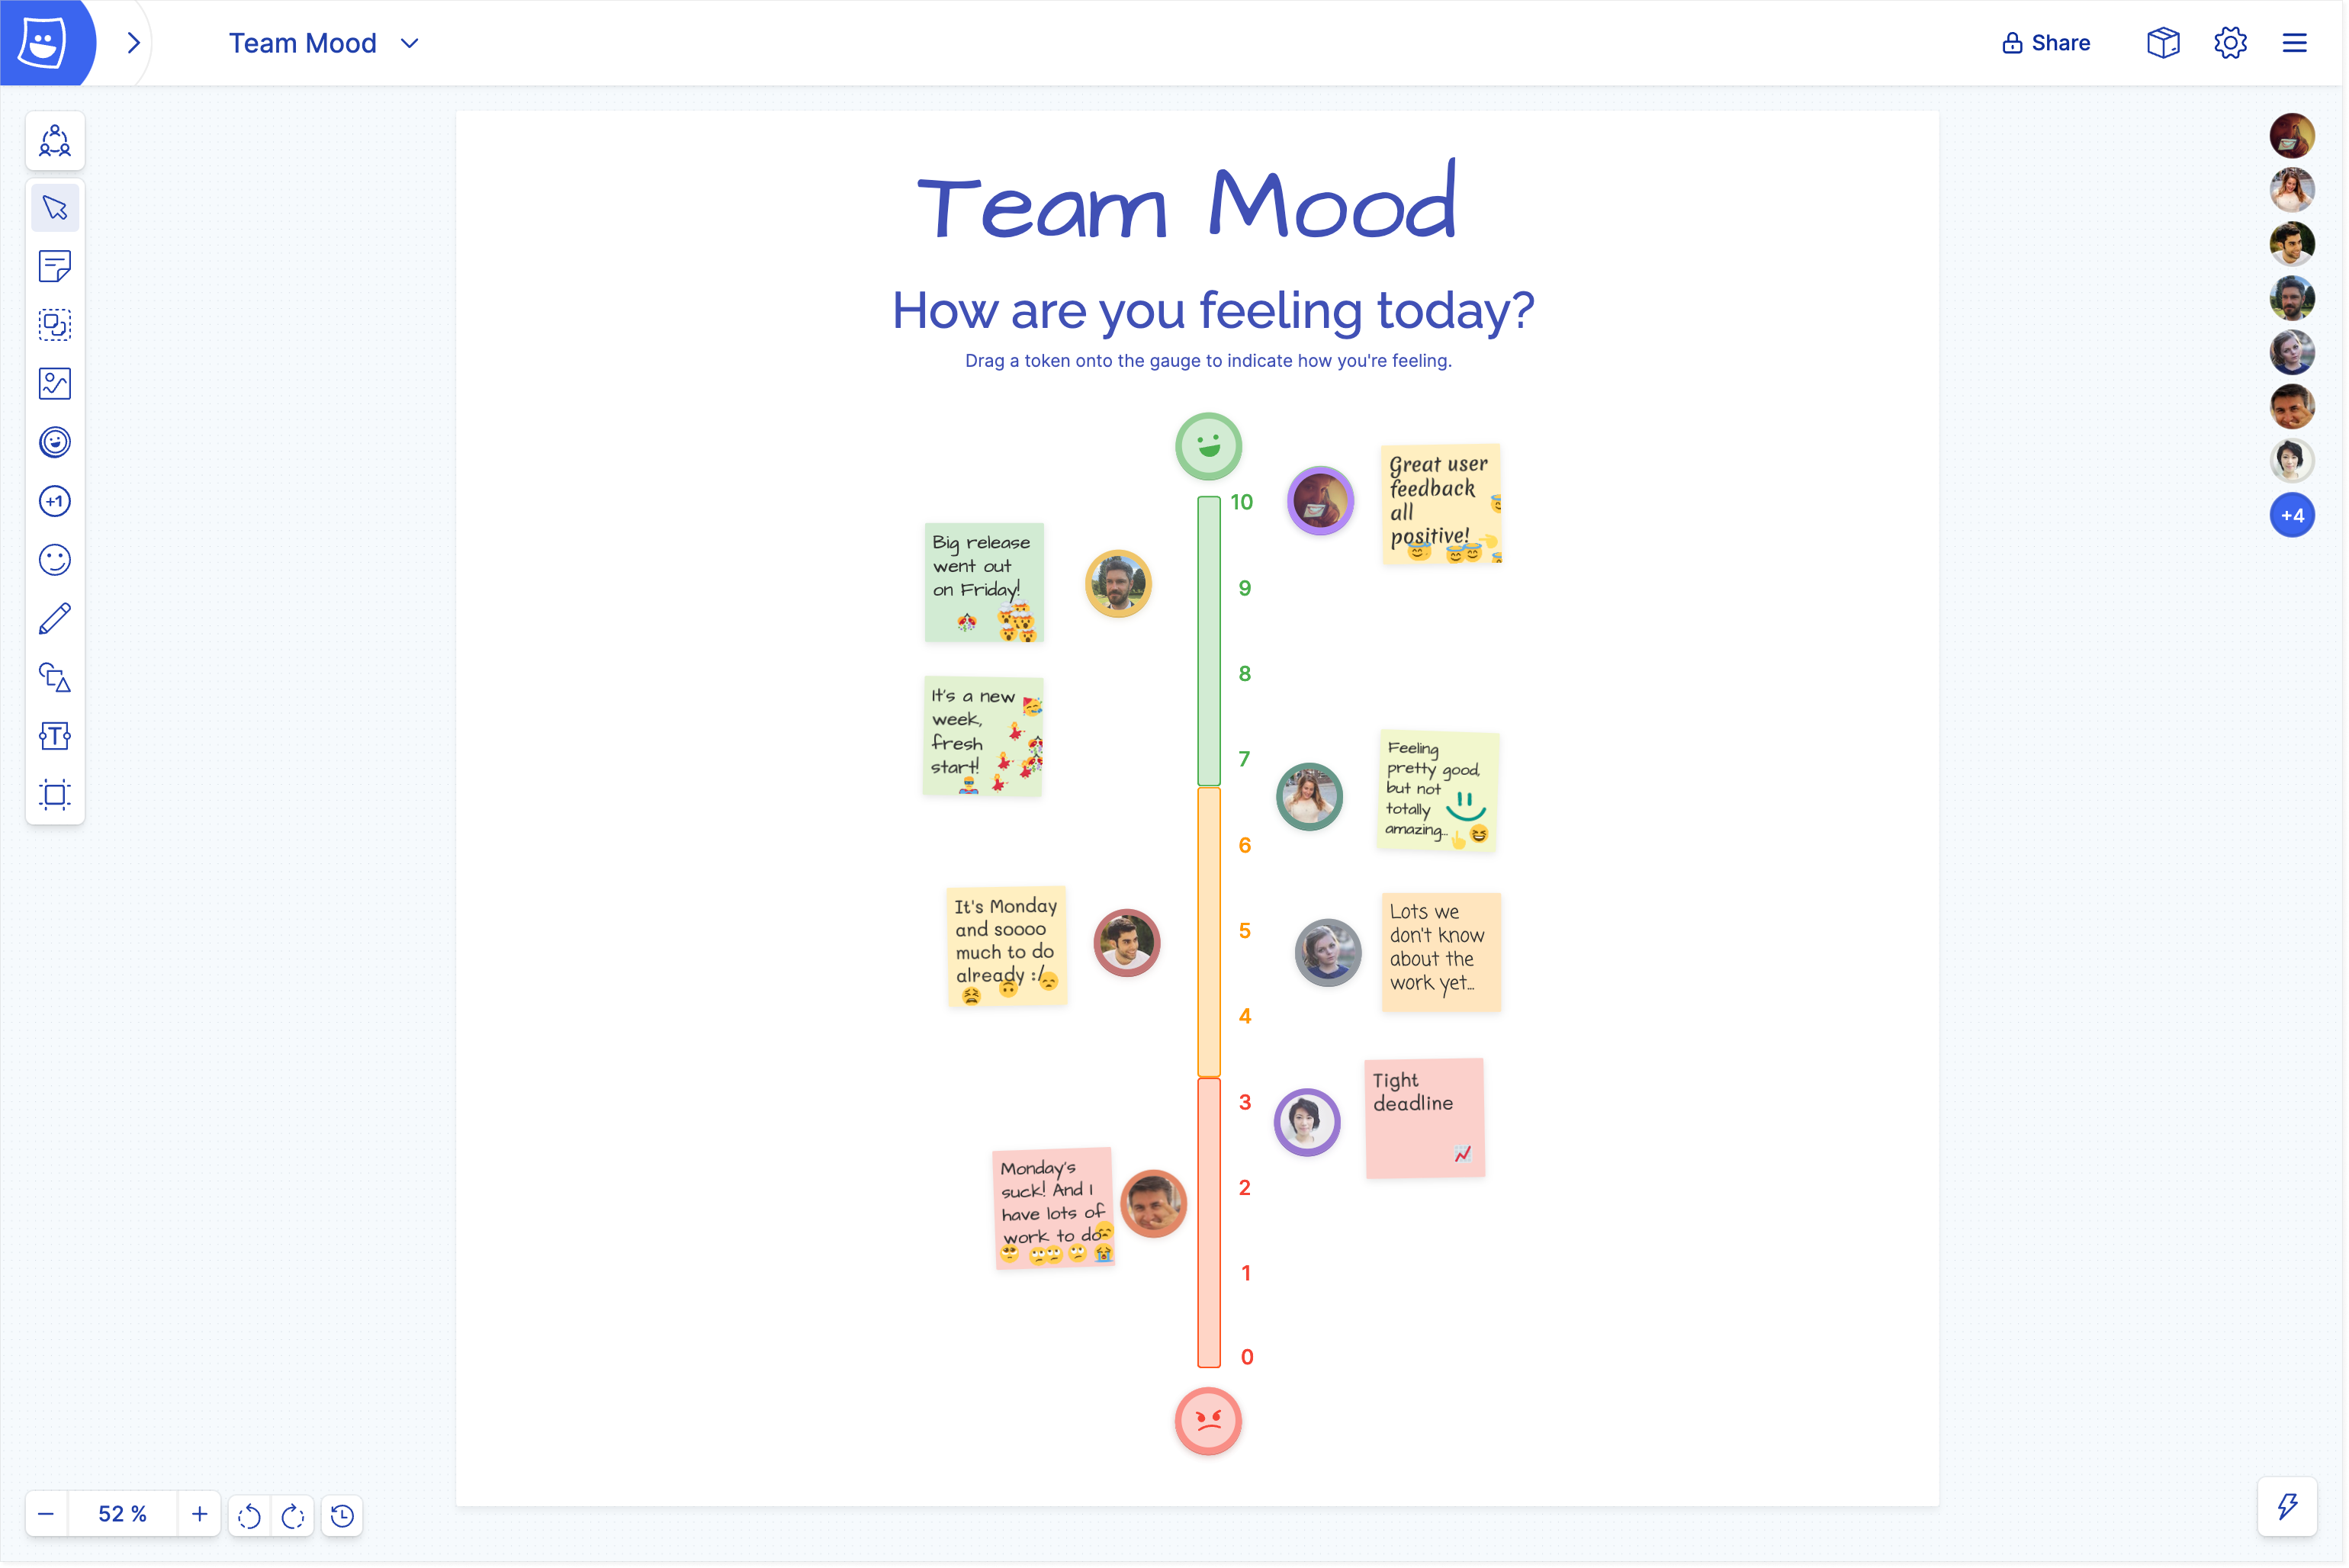 Team Mood
Share
Team Mood
How are you feeling today?
Drag a token onto the gauge to indicate how you're feeling.
10
9
8
7
6
5
4
3
2
1
0
Great user
feedback
all
positive!
Big release
went out
on Friday!
It's a new
week,
fresh
start!
Feeling
pretty good,
but not
totally
amazing...
It's Monday
and soooo
much to do
already :/
Lots we
don't know
about the
work yet...
Tight
deadline
Monday's
suck! And I
have lots of
work to do
+1
T
+4
52 %